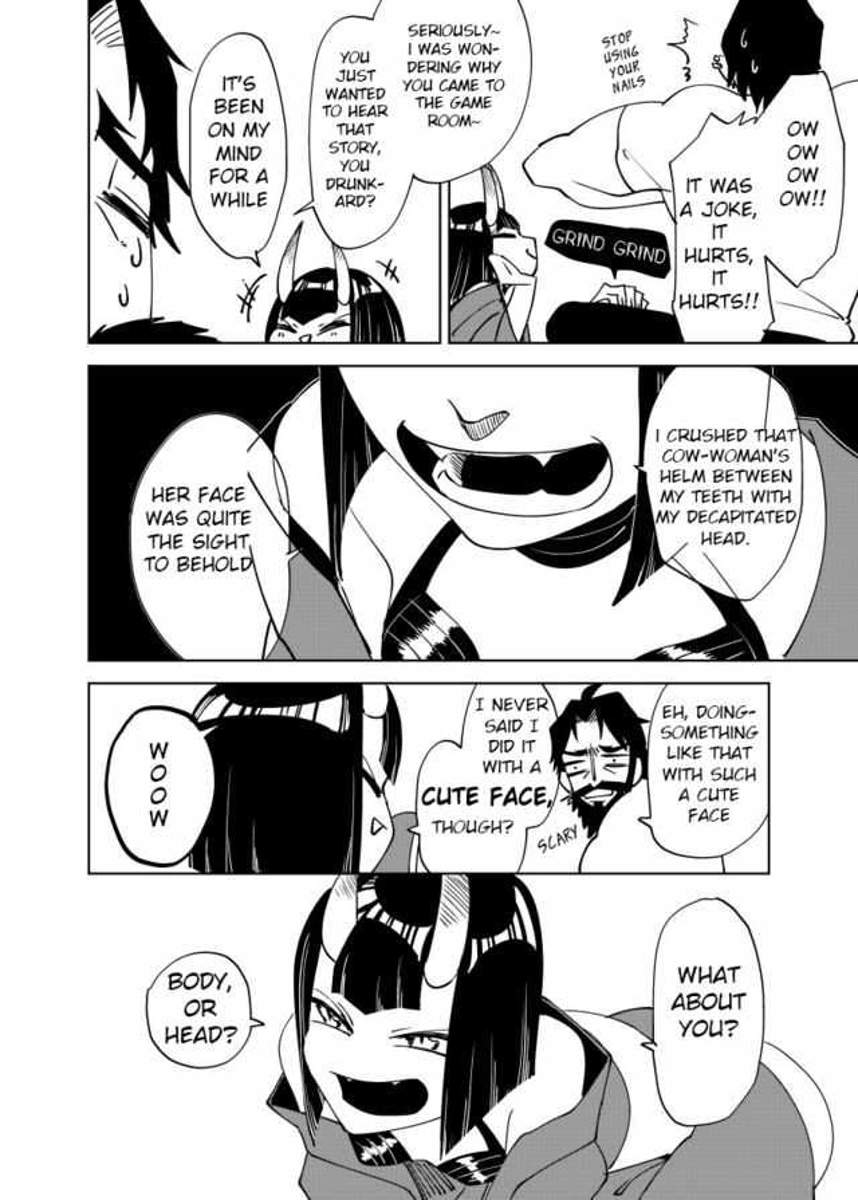 OW
OW
OW
OW!!
IT WAS
A JOKE,
IT
HURTS,
IT
HURTS!!
STOP
USING
YOUR
NAILS
GRIND GRIND
SERIOUSLY~
I WAS WON-
DERING WHY
YOU CAME TO
THE GAME
ROOM~
YOU
JUST
WANTED
TO HEAR
THAT
STORY,
YOU
DRUNK-
ARD?
IT'S
BEEN
ON MY
MIND
FOR A
WHILE
I CRUSHED THAT
COW-WOMAN'S
HELM BETWEEN
MY TEETH WITH
MY DECAPITATED
HEAD.
HER FACE
WAS QUITE
THE SIGHT
TO BEHOLD
EH, DOING-
SOMETHING
LIKE THAT
WITH SUCH
A CUTE
FACE
SCARY
I NEVER
SAID I
DID IT
WITH A
CUTE FACE,
THOUGH?
W
O
O
W
WHAT
ABOUT
YOU?
BODY,
OR
HEAD?